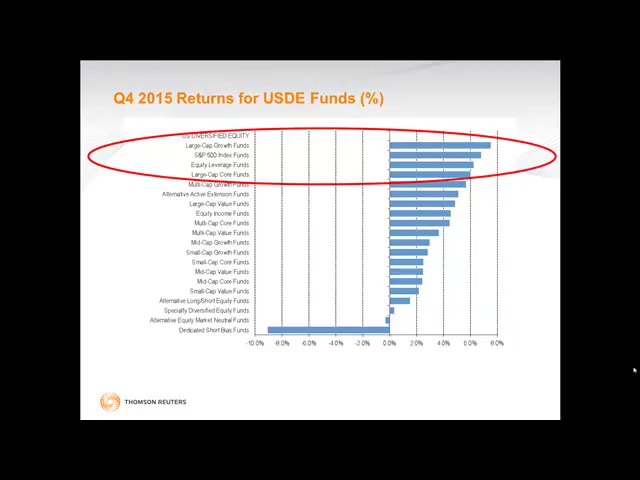 Q4 2015 Returns for USDE Funds (%)
US DIVERSIFIED EQUITY
Large-Cap Growth Funds
S&P 500 Index Funds
Equity Leverage Funds
Large-Cap Core Funds
Multi-Cap Growth Funds
Alternative Active Extension Funds
Large-Cap Value Funds
Equity Income Funds
Multi-Cap Core Funds
Multi-Cap Value Funds
Mid-Cap Growth Funds
Small-Cap Growth Funds
Small-Cap Core Funds
Mid-Cap Value Funds
Mid-Cap Core Funds
Small-Cap Value Funds
Alternative Long/Short Equity Funds
Specialty Diversified Equity Funds
Alternative Equity Market Neutral Funds
Dedicated Short Bias Funds
-10.0% -8.0% -6.0% -4.0% -2.0% 0.0% 2.0% 4.0% 6.0% 8.0%
THOMSON REUTERS